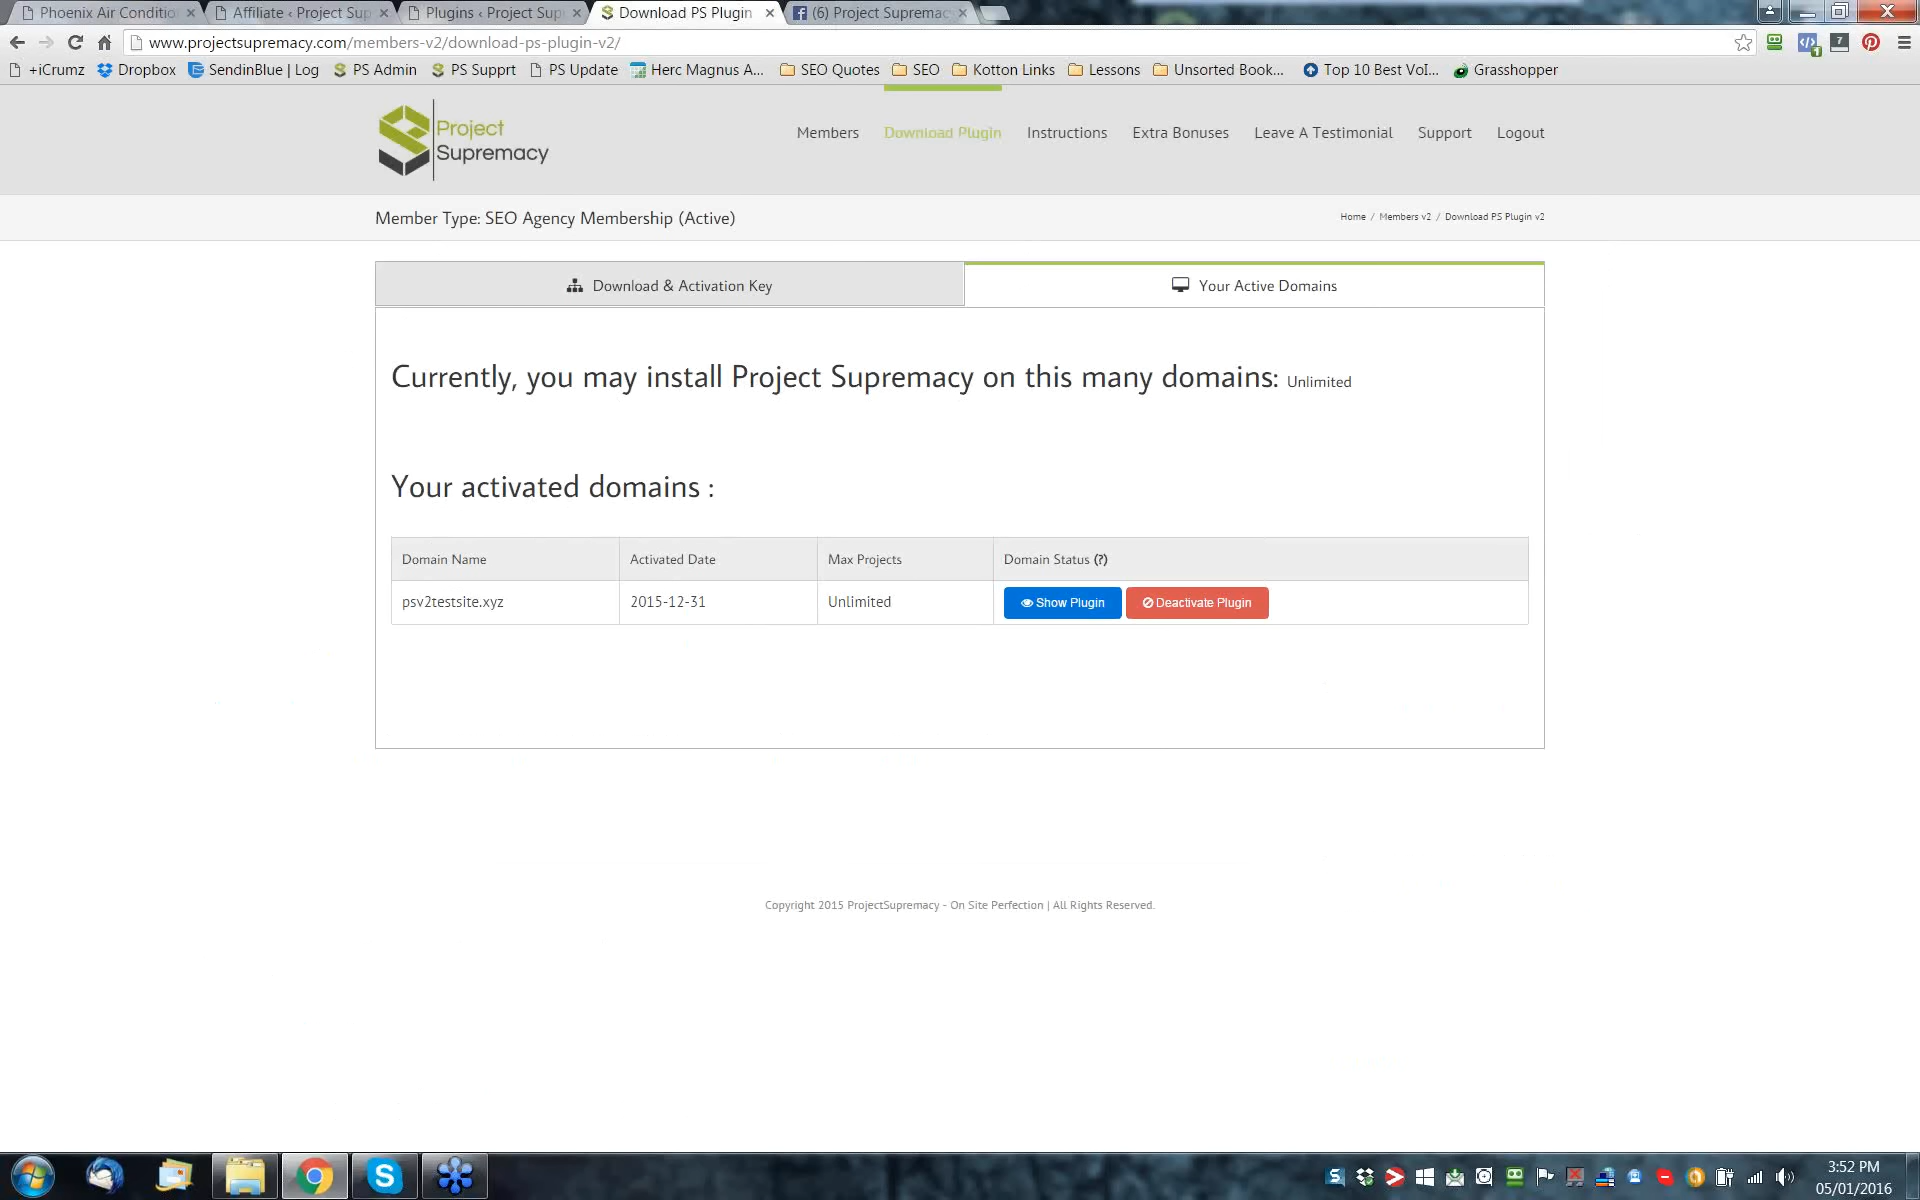 Phoenix Air Conditio
Affiliate ‹ Project Sup
Plugins ‹ Project Sup
Download PS Plugin
(6) Project Supremac
www.projectsupremacy.com/members-v2/download-ps-plugin-v2/
1
7
+iCrumz
Dropbox
SendinBlue | Log
PS Admin
PS Supprt
PS Update
Herc Magnus A...
SEO Quotes
SEO
Kotton Links
Lessons
Unsorted Book...
Top 10 Best VoI...
Grasshopper
Project
Supremacy
Members
Download Plugin
Instructions
Extra Bonuses
Leave A Testimonial
Support
Logout
Member Type: SEO Agency Membership (Active)
Home / Members v2 / Download PS Plugin v2
Download & Activation Key
Your Active Domains
Currently, you may install Project Supremacy on this many domains: Unlimited
Your activated domains :
Domain Name
Activated Date
Max Projects
Domain Status (?)
psv2testsite.xyz
2015-12-31
Unlimited
Show Plugin
Deactivate Plugin
Copyright 2015 ProjectSupremacy - On Site Perfection | All Rights Reserved.
3:52 PM
05/01/2016